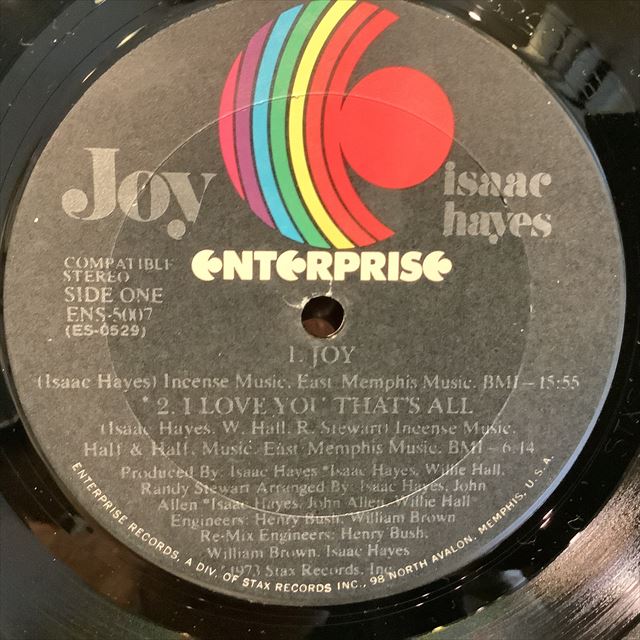 Joy
isaac
hayes
ENTERPRISE
COMPATIBLE
STEREO
SIDE ONE
ENS-5007
(ES-0529)
1. JOY
(Isaac Hayes) Incense Music. East Memphis Music. BMI—15:55
*2. I LOVE YOU THAT'S ALL
(Isaac Hayes. W. Hall. R. Stewart) Incense Music.
Half & Half. Music. East Memphis Music. BMI—6:14
Produced By: Isaac Hayes *Isaac Hayes, Willie Hall,
Randy Stewart Arranged By: Isaac Hayes, John
Allen *Isaac Hayes, John Allen, Willie Hall
Engineers: Henry Bush, William Brown
Re-Mix Engineers: Henry Bush,
William Brown, Isaac Hayes
1973 Stax Records, Inc.
ENTERPRISE RECORDS, A DIV. OF STAX RECORDS INC., 98 NORTH AVALON, MEMPHIS, U.S.A.